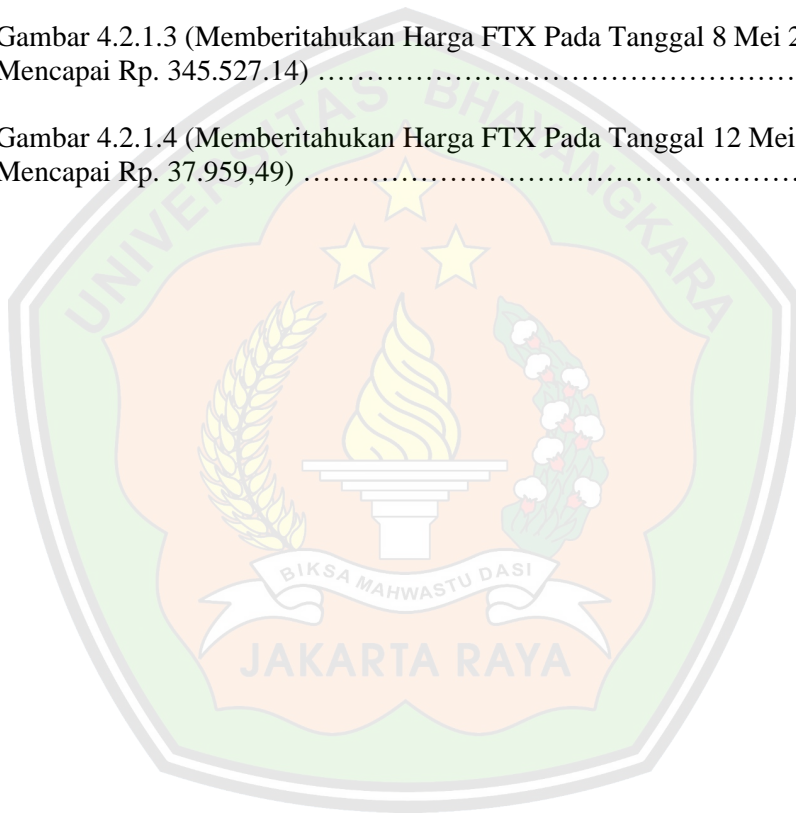 Gambar 4.2.1.3 (Memberitahukan Harga FTX Pada Tanggal 8 Mei 2
Mencapai Rp. 345.527.14) ………………………………………
Gambar 4.2.1.4 (Memberitahukan Harga FTX Pada Tanggal 12 Mei
Mencapai Rp. 37.959,49) …………………………………………
UNIVERSITAS BHAYANGKARA
BIKSA MAHWASTU DASI
JAKARTA RAYA